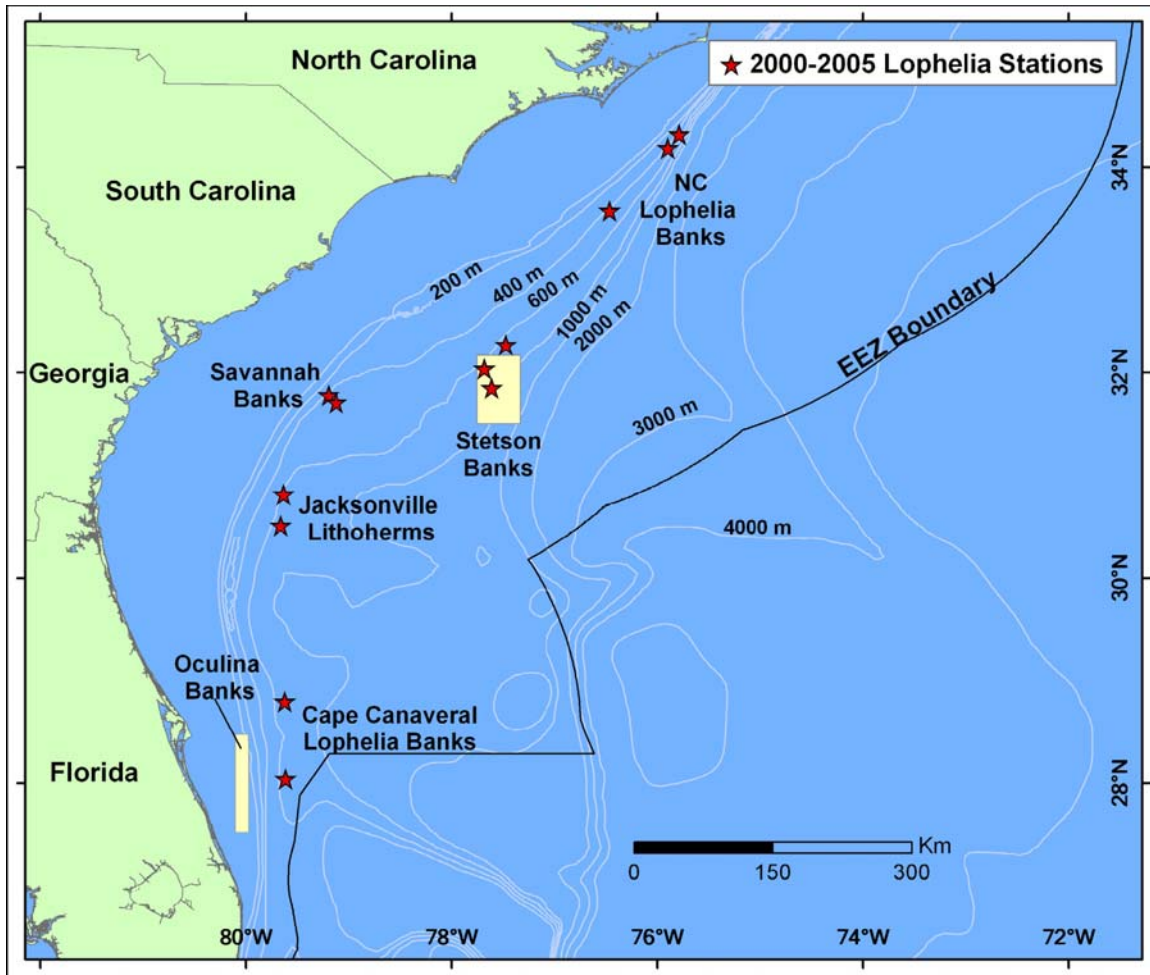 North Carolina
2000-2005 Lophelia Stations
South Carolina
34°N
NC
Lophelia
Banks
200 m
400 m
600 m
1000 m
2000 m
EEZ Boundary
Georgia
Savannah
Banks
32°N
3000 m
Stetson
Banks
Jacksonville
Lithoherms
4000 m
30°N
Oculina
Banks
Cape Canaveral
Lophelia Banks
Florida
28°N
Km
0
150
300
80°W
78°W
76°W
74°W
72°W